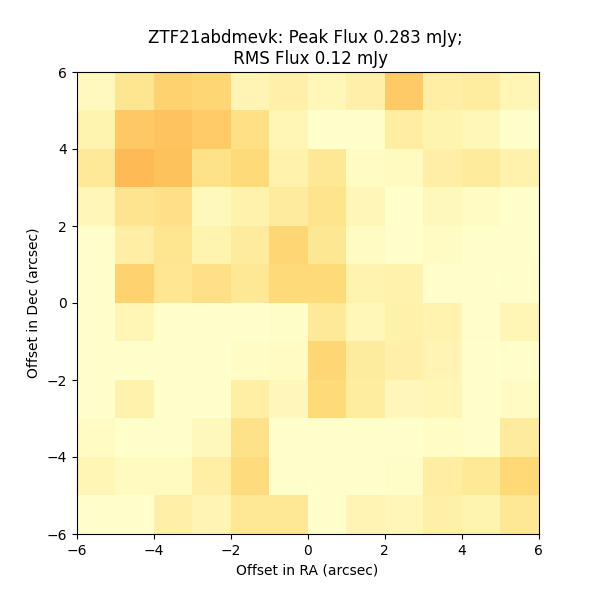 ZTF21abdmevk: Peak Flux 0.283 mJy;
RMS Flux 0.12 mJy
6
4
2
0
−2
−4
−6
Offset in Dec (arcsec)
−6 −4 −2 0 2 4 6
Offset in RA (arcsec)